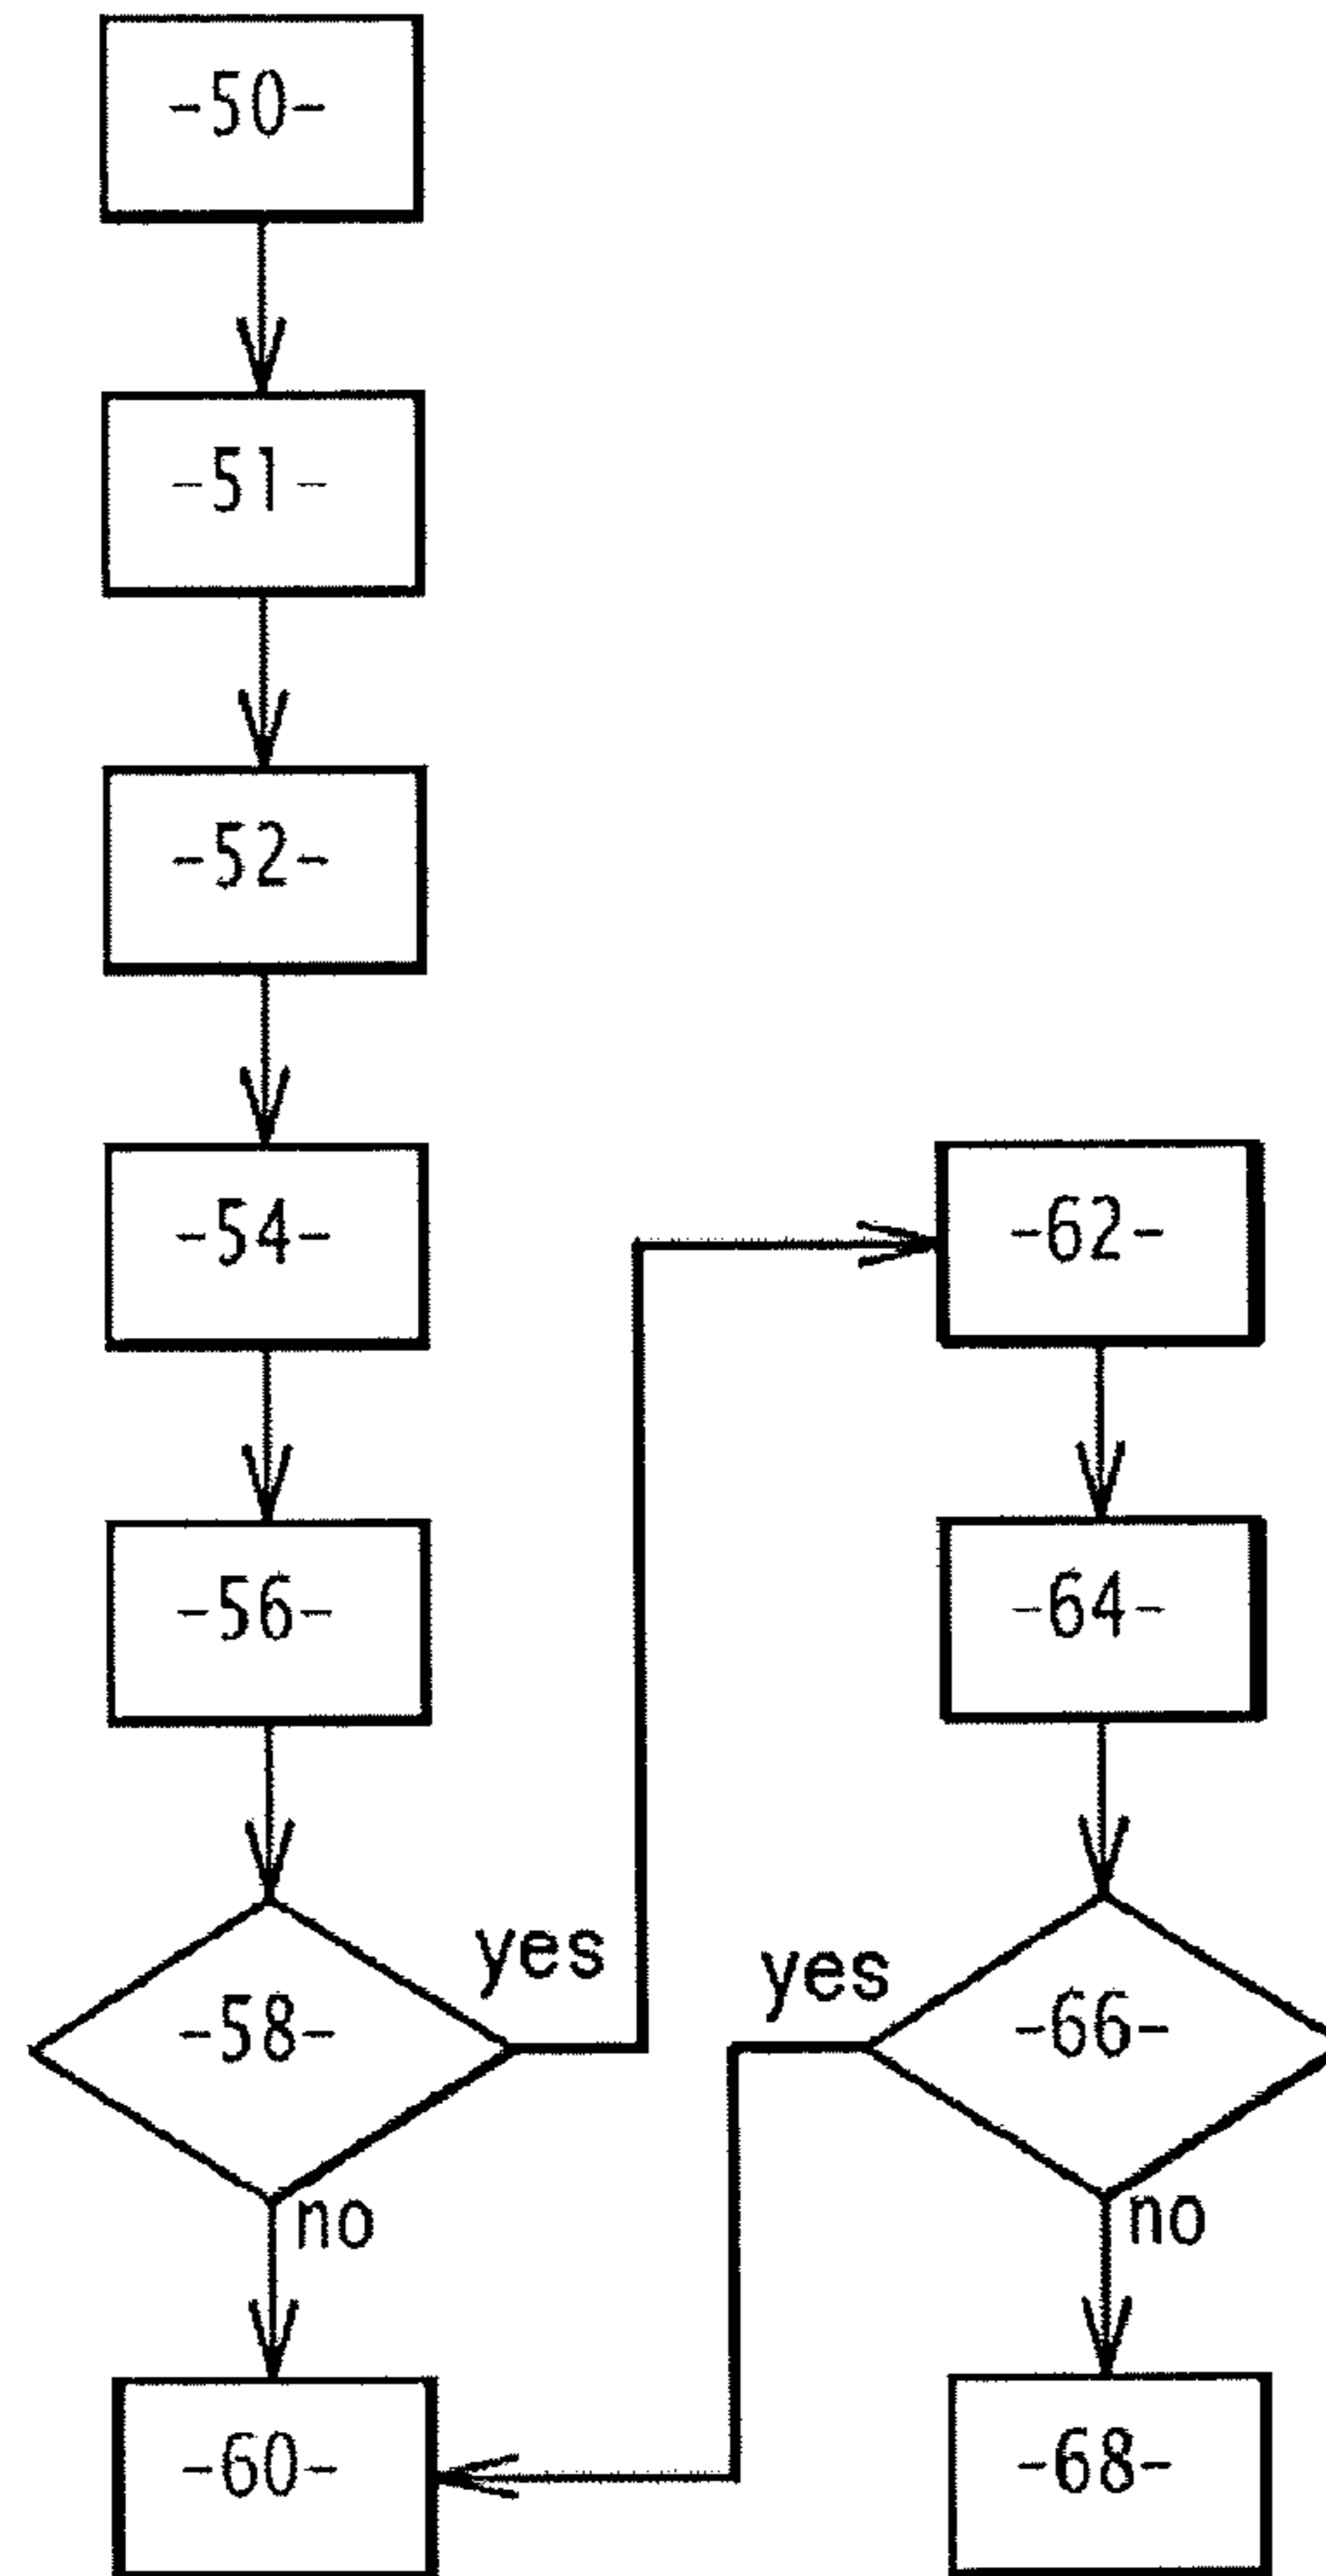 -50-
-51-
-52-
-54-
-56-
-58-
yes
no
-60-
-62-
-64-
-66-
yes
no
-68-